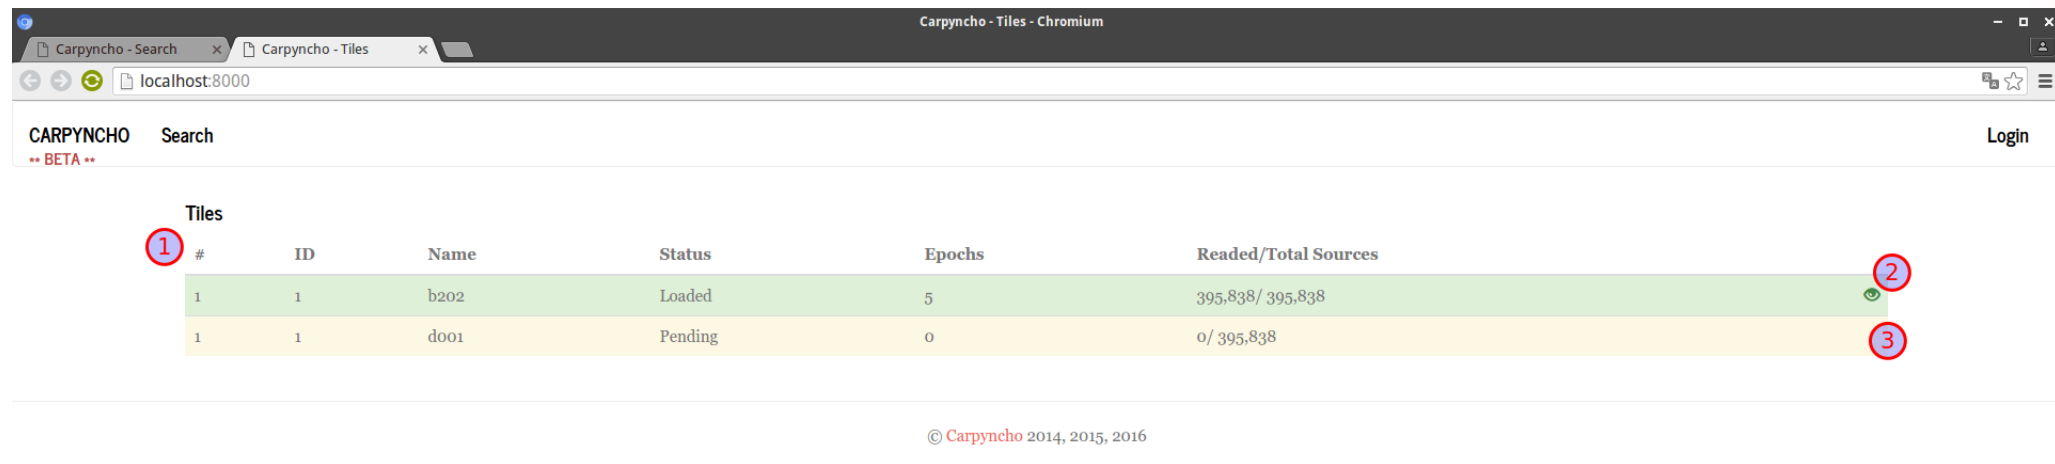 Carpyncho - Tiles - Chromium
Carpyncho - Search × Carpyncho - Tiles ×
localhost:8000
CARPYNCHO Search Login
** BETA **
Tiles
1
# ID Name Status Epochs Readed/Total Sources
2
1 1 b202 Loaded 5 395,838/ 395,838
1 1 d001 Pending 0 0/ 395,838
3
© Carpyncho 2014, 2015, 2016